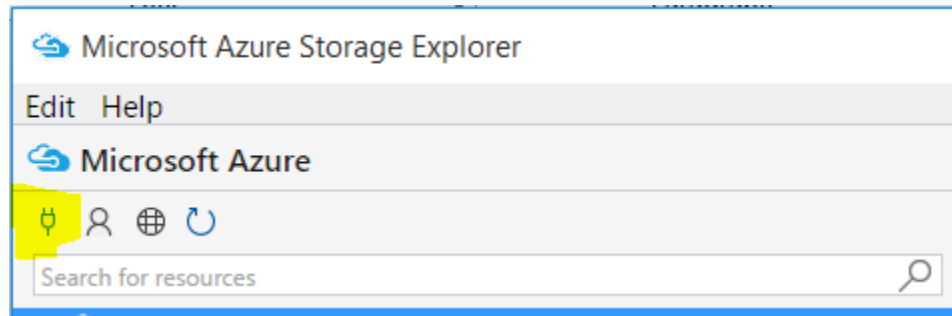 Microsoft Azure Storage Explorer
Edit Help
Microsoft Azure
Search for resources